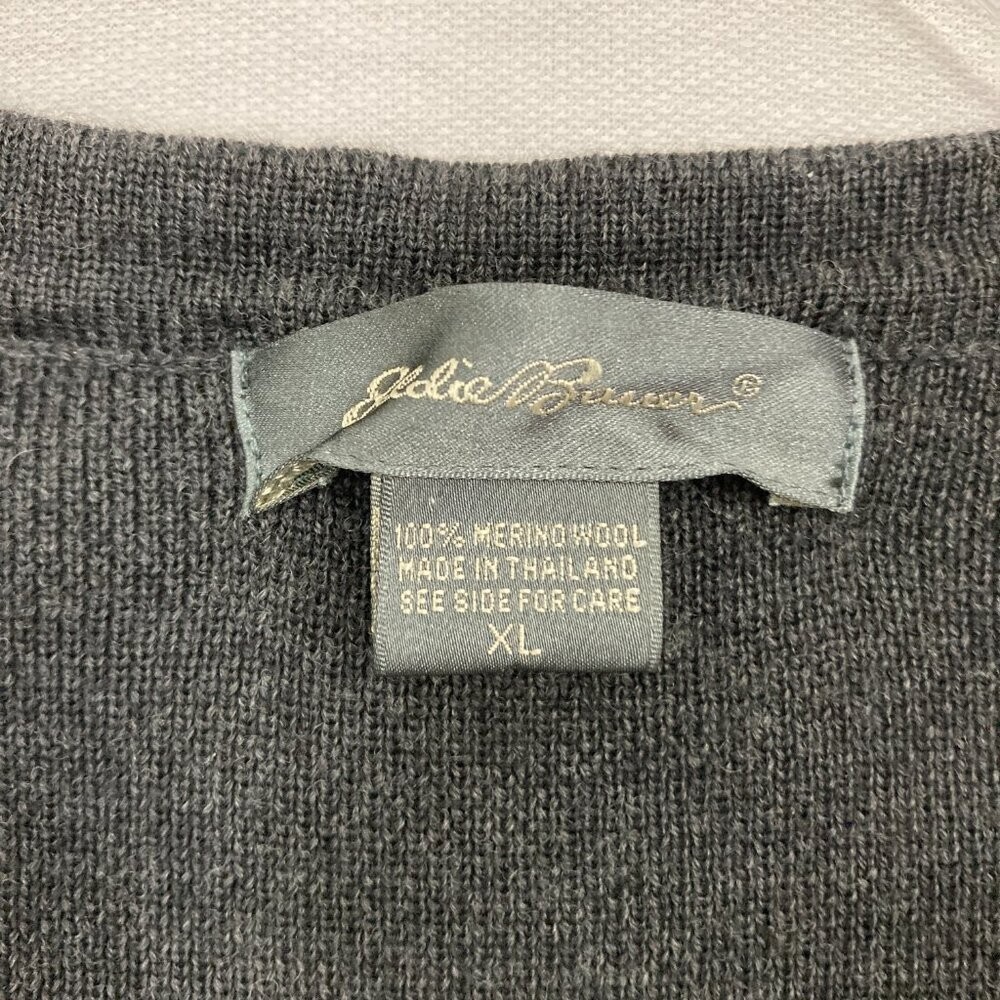 Eddie Bauer®
100% MERINO WOOL
MADE IN THAILAND
SEE SIDE FOR CARE
XL